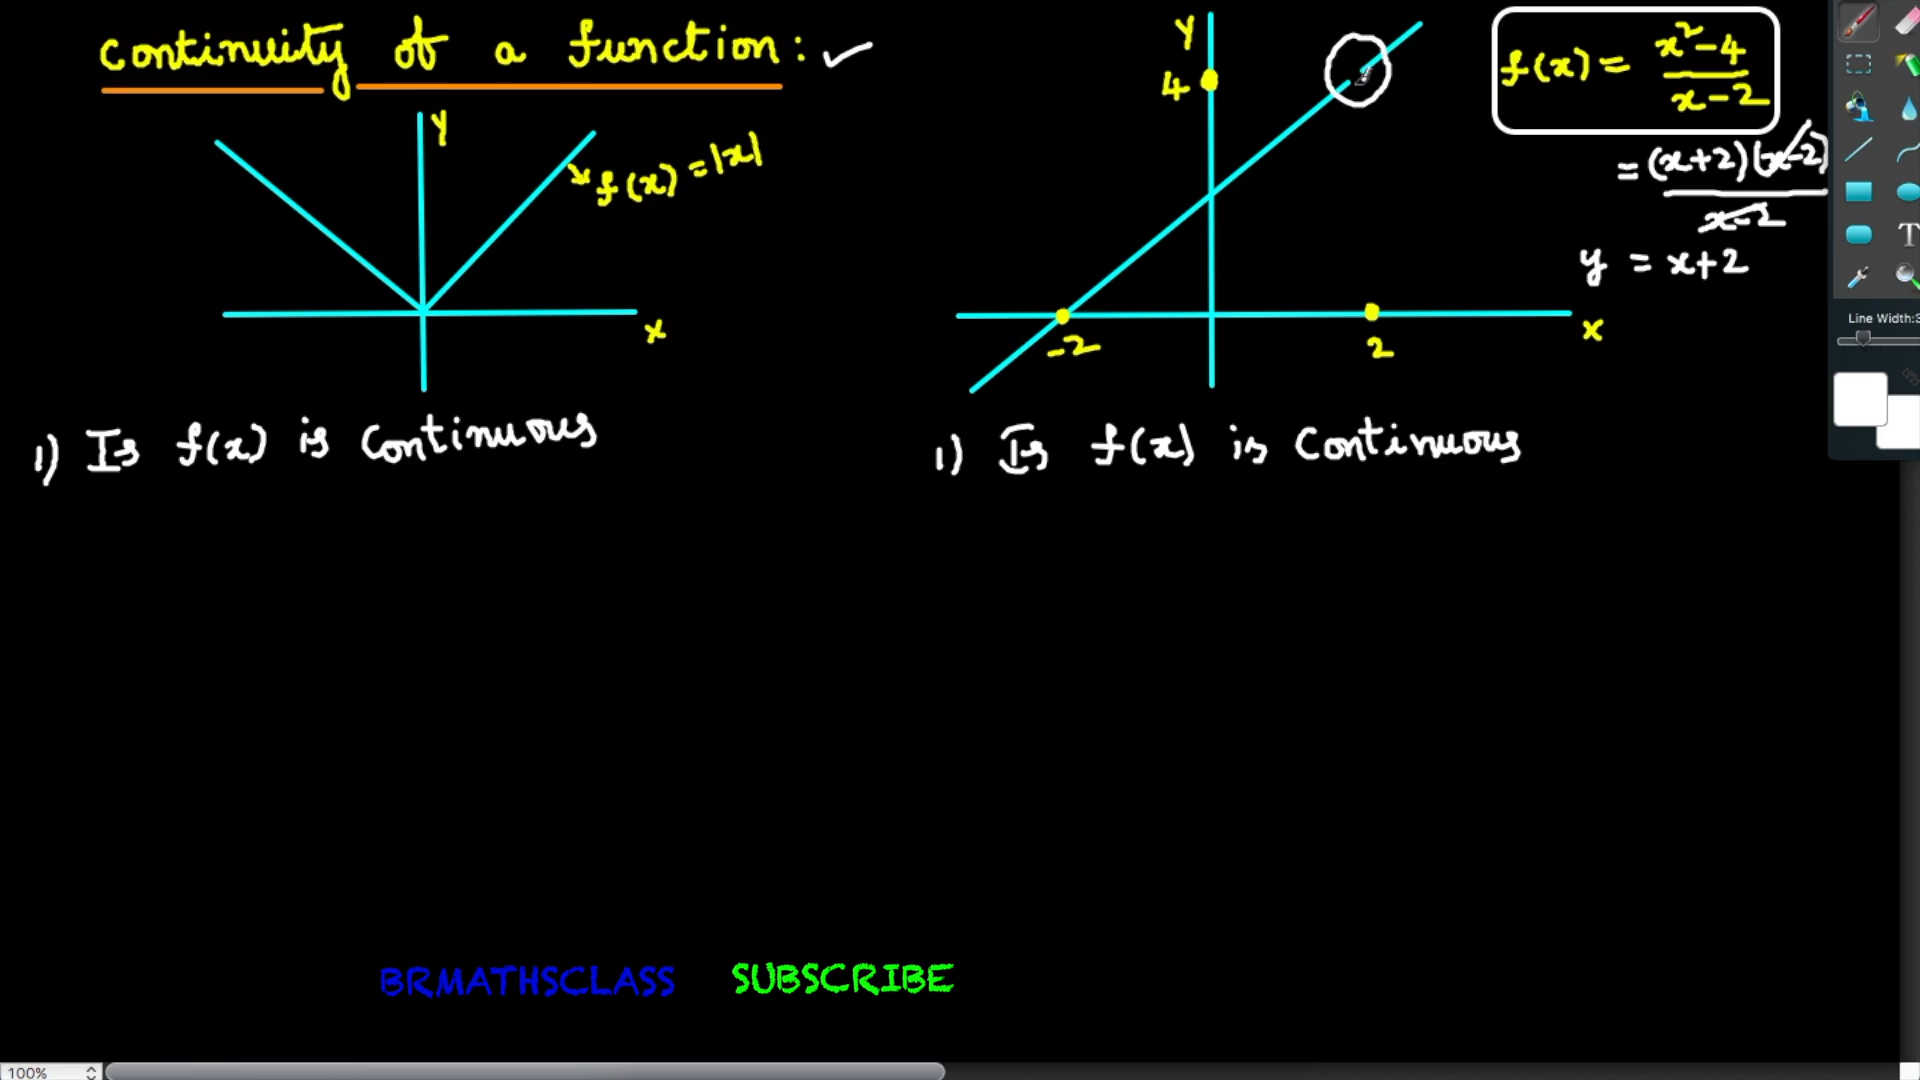 continuity of a function:
y
f(x) = |x|
x
1) Is f(x) is continuous
y
4
-2
2
x
f(x) = x²-4 / x-2
= (x+2)(x-2) / x-2
y = x+2
1) Is f(x) is continuous
BRMATHSCLASS SUBSCRIBE
T
Line Width:3
100%